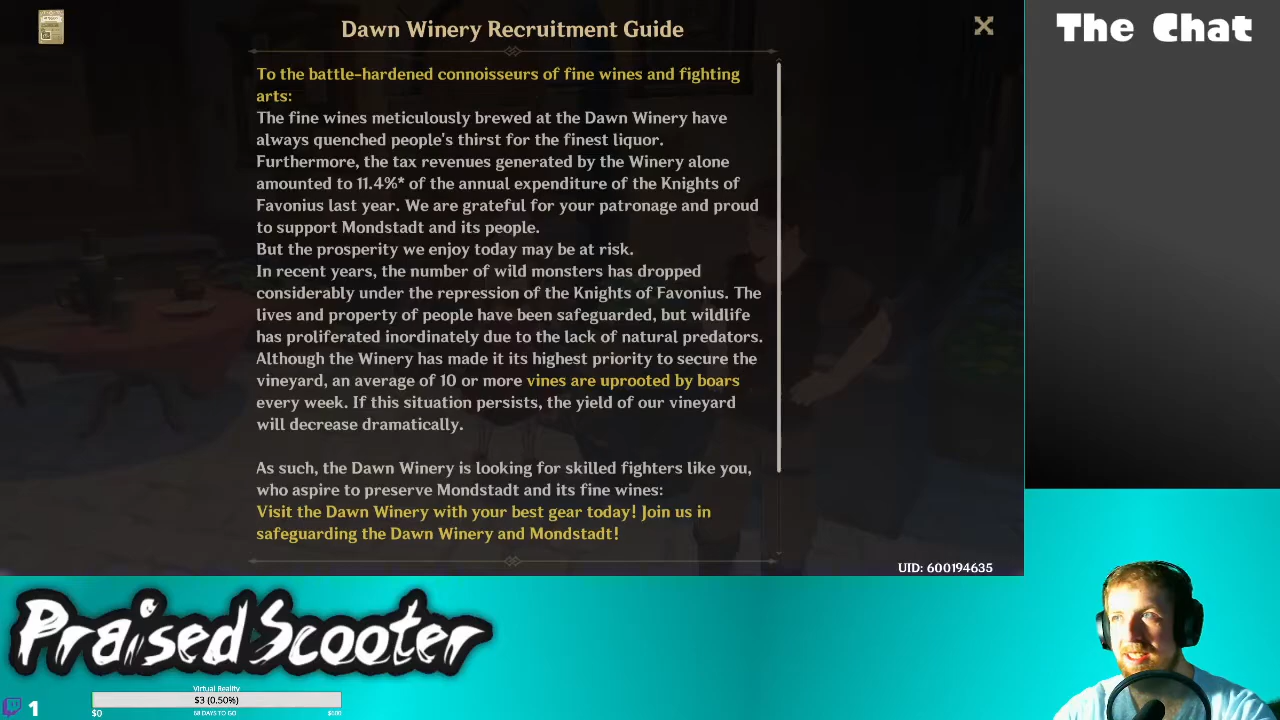 Dawn Winery Recruitment Guide
The Chat
To the battle-hardened connoisseurs of fine wines and fighting
arts:
The fine wines meticulously brewed at the Dawn Winery have
always quenched people's thirst for the finest liquor.
Furthermore, the tax revenues generated by the Winery alone
amounted to 11.4%* of the annual expenditure of the Knights of
Favonius last year. We are grateful for your patronage and proud
to support Mondstadt and its people.
But the prosperity we enjoy today may be at risk.
In recent years, the number of wild monsters has dropped
considerably under the repression of the Knights of Favonius. The
lives and property of people have been safeguarded, but wildlife
has proliferated inordinately due to the lack of natural predators.
Although the Winery has made it its highest priority to secure the
vineyard, an average of 10 or more vines are uprooted by boars
every week. If this situation persists, the yield of our vineyard
will decrease dramatically.
As such, the Dawn Winery is looking for skilled fighters like you,
who aspire to preserve Mondstadt and its fine wines:
Visit the Dawn Winery with your best gear today! Join us in
safeguarding the Dawn Winery and Mondstadt!
UID: 600194635
Praised Scooter
Virtual Reality
$3 (0.50%)
1
$0
68 DAYS TO GO